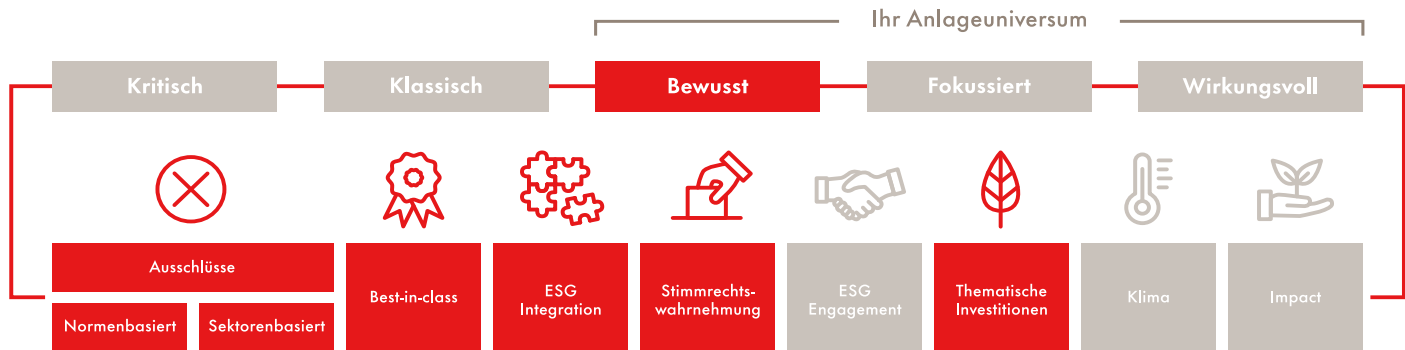 Ihr Anlageuniversum
Kritisch
Klassisch
Bewusst
Fokussiert
Wirkungsvoll
Ausschlüsse
Normenbasiert
Sektorenbasiert
Best-in-class
ESG
Integration
Stimmrechts-
wahrnehmung
ESG
Engagement
Thematische
Investitionen
Klima
Impact